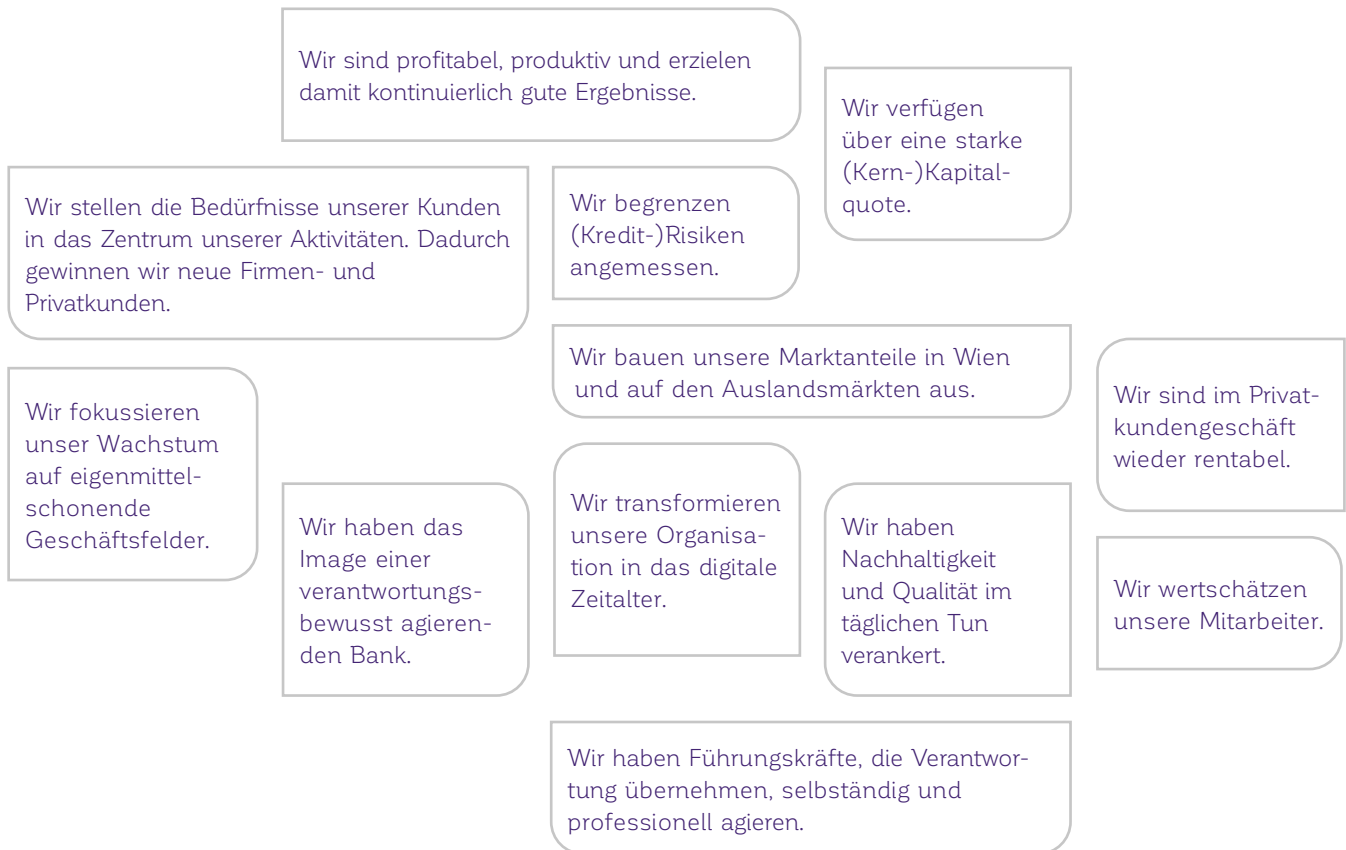 Wir sind profitabel, produktiv und erzielen
damit kontinuierlich gute Ergebnisse.
Wir verfügen
über eine starke
(Kern-)Kapital-
quote.
Wir stellen die Bedürfnisse unserer Kunden
in das Zentrum unserer Aktivitäten. Dadurch
gewinnen wir neue Firmen- und
Privatkunden.
Wir begrenzen
(Kredit-)Risiken
angemessen.
Wir bauen unsere Marktanteile in Wien
und auf den Auslandsmärkten aus.
Wir sind im Privat-
kundengeschäft
wieder rentabel.
Wir fokussieren
unser Wachstum
auf eigenmittel-
schonende
Geschäftsfelder.
Wir haben das
Image einer
verantwortungs-
bewusst agieren-
den Bank.
Wir transformieren
unsere Organisa-
tion in das digitale
Zeitalter.
Wir haben
Nachhaltigkeit
und Qualität im
täglichen Tun
verankert.
Wir wertschätzen
unsere Mitarbeiter.
Wir haben Führungskräfte, die Verantwor-
tung übernehmen, selbständig und
professionell agieren.